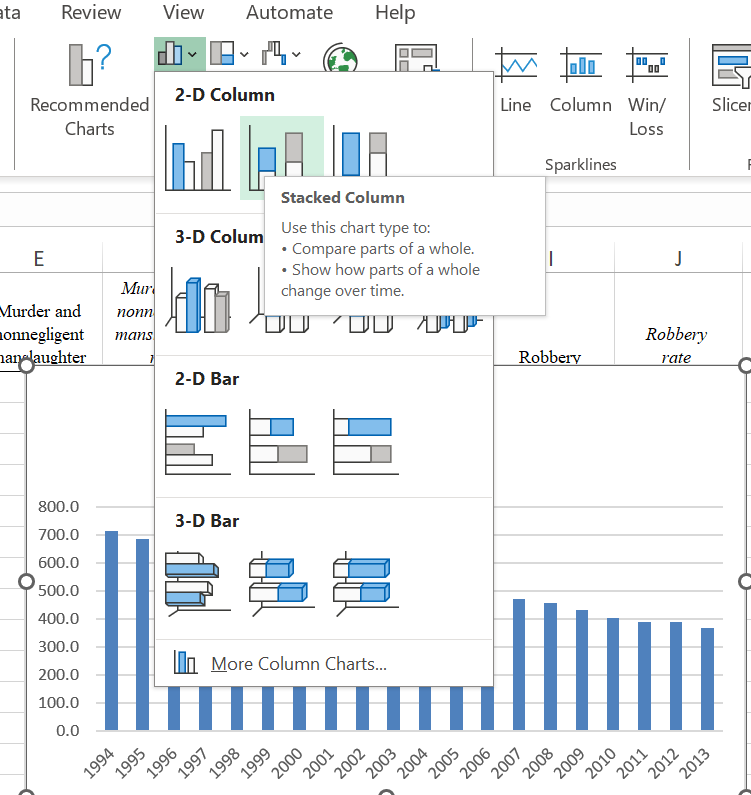 ata Review View Automate Help
?
Recommended
Charts
Line Column Win/
Loss
Slicer
Sparklines
2-D Column
Stacked Column
Use this chart type to:
• Compare parts of a whole.
• Show how parts of a whole
change over time.
3-D Colum
E I J
Murder and
nonnegligent
manslaughter
Mur
nonn
mans
r
Robbery
Robbery
rate
2-D Bar
3-D Bar
More Column Charts...
800.0
700.0
600.0
500.0
400.0
300.0
200.0
100.0
0.0
1994 1995 1996 1997 1998 1999 2000 2001 2002 2003 2004 2005 2006 2007 2008 2009 2010 2011 2012 2013